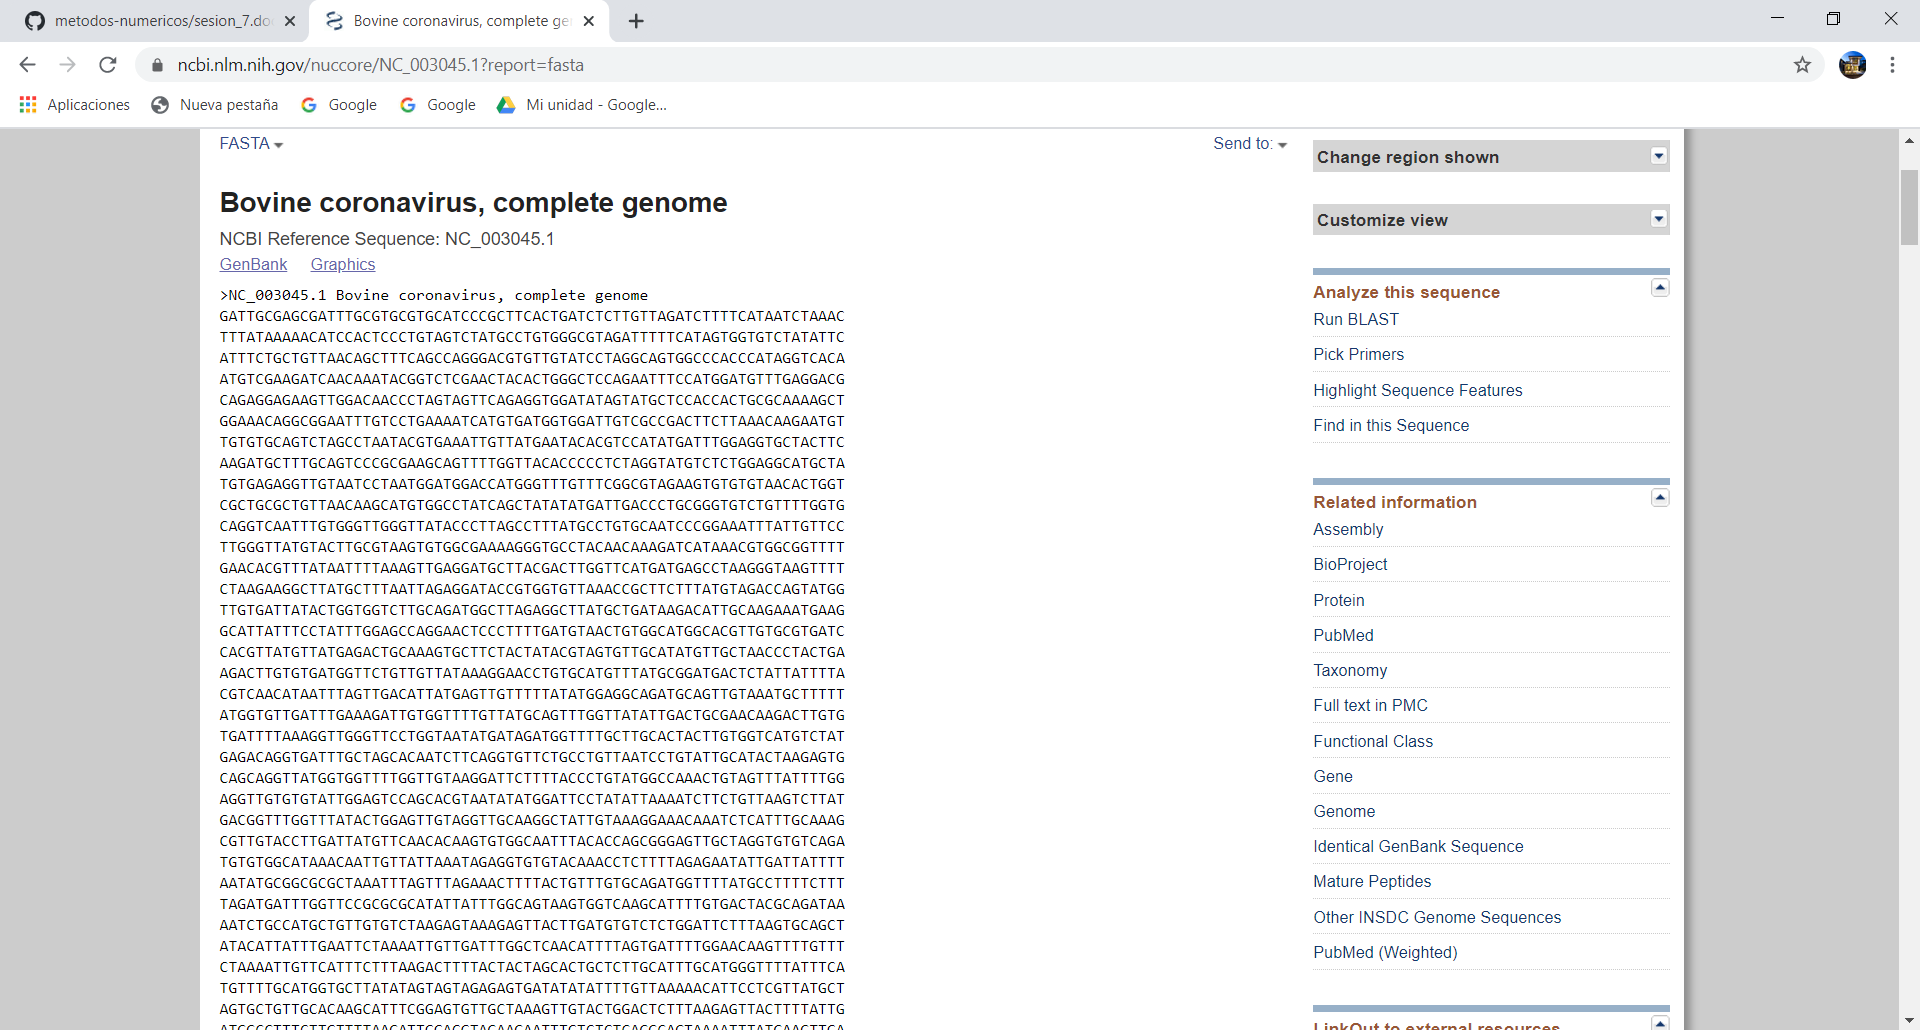 metodos-numericos/sesion_7.do
Bovine coronavirus, complete ge
ncbi.nlm.nih.gov/nuccore/NC_003045.1?report=fasta
Aplicaciones
Nueva pestaña
Google
Google
Mi unidad - Google...
FASTA
Send to:
Bovine coronavirus, complete genome
NCBI Reference Sequence: NC_003045.1
GenBank
Graphics
>NC_003045.1 Bovine coronavirus, complete genome
GATTGCGAGCGATTTGCGTGCGTGCATCCCGCTTCACTGATCTCTTGTTAGATCTTTTCATAATCTAAAC
TTTATAAAAACATCCACTCCCTGTAGTCTATGCCTGTGGGCGTAGATTTTTCATAGTGGTGTCTATATTC
ATTTCTGCTGTTAACAGCTTTCAGCCAGGGACGTGTTGTATCCTAGGCAGTGGCCCACCCATAGGTCACA
ATGTCGAAGATCAACAAATACGGTCTCGAACTACACTGGGCTCCAGAATTTCCATGGATGTTTGAGGACG
CAGAGGAGAAGTTGGACAACCCTAGTAGTTCAGAGGTGGATATAGTATGCTCCACCACTGCGCAAAAGCT
GGAAACAGGCGGAATTTGTCCTGAAAATCATGTGATGGTGGATTGTCGCCGACTTCTTAAACAAGAATGT
TGTGTGCAGTCTAGCCTAATACGTGAAATTGTTATGAATACACGTCCATATGATTTGGAGGTGCTACTTC
AAGATGCTTTGCAGTCCCGCGAAGCAGTTTTGGTTACACCCCCTCTAGGTATGTCTCTGGAGGCATGCTA
TGTGAGAGGTTGTAATCCTAATGGATGGACCATGGGTTTGTTTCGGCGTAGAAGTGTGTGTAACACTGGT
CGCTGCGCTGTTAACAAGCATGTGGCCTATCAGCTATATATGATTGACCCTGCGGGTGTCTGTTTTGGTG
CAGGTCAATTTGTGGGTTGGGTTATACCCTTAGCCTTTATGCCTGTGCAATCCCGGAAATTTATTGTTCC
TTGGGTTATGTACTTGCGTAAGTGTGGCGAAAAGGGTGCCTACAACAAAGATCATAAACGTGGCGGTTTT
GAACACGTTTATAATTTTAAAGTTGAGGATGCTTACGACTTGGTTCATGATGAGCCTAAGGGTAAGTTTT
CTAAGAAGGCTTATGCTTTAATTAGAGGATACCGTGGTGTTAAACCGCTTCTTTATGTAGACCAGTATGG
TTGTGATTATACTGGTGGTCTTGCAGATGGCTTAGAGGCTTATGCTGATAAGACATTGCAAGAAATGAAG
GCATTATTTCCTATTTGGAGCCAGGAACTCCCTTTTGATGTAACTGTGGCATGGCACGTTGTGCGTGATC
CACGTTATGTTATGAGACTGCAAAGTGCTTCTACTATACGTAGTGTTGCATATGTTGCTAACCCTACTGA
AGACTTGTGTGATGGTTCTGTTGTTATAAAGGAACCTGTGCATGTTTATGCGGATGACTCTATTATTTTA
CGTCAACATAATTTAGTTGACATTATGAGTTGTTTTTATATGGAGGCAGATGCAGTTGTAAATGCTTTTT
ATGGTGTTGATTTGAAAGATTGTGGTTTTGTTATGCAGTTTGGTTATATTGACTGCGAACAAGACTTGTG
TGATTTTAAAGGTTGGGTTCCTGGTAATATGATAGATGGTTTTGCTTGCACTACTTGTGGTCATGTCTAT
GAGACAGGTGATTTGCTAGCACAATCTTCAGGTGTTCTGCCTGTTAATCCTGTATTGCATACTAAGAGTG
CAGCAGGTTATGGTGGTTTTGGTTGTAAGGATTCTTTTACCCTGTATGGCCAAACTGTAGTTTATTTTGG
AGGTTGTGTGTATTGGAGTCCAGCACGTAATATATGGATTCCTATATTAAAATCTTCTGTTAAGTCTTAT
GACGGTTTGGTTTATACTGGAGTTGTAGGTTGCAAGGCTATTGTAAAGGAAACAAATCTCATTTGCAAAG
CGTTGTACCTTGATTATGTTCAACACAAGTGTGGCAATTTACACCAGCGGGAGTTGCTAGGTGTGTCAGA
TGTGTGGCATAAACAATTGTTATTAAATAGAGGTGTGTACAAACCTCTTTTAGAGAATATTGATTATTTT
AATATGCGGCGCGCTAAATTTAGTTTAGAAACTTTTACTGTTTGTGCAGATGGTTTTATGCCTTTTCTTT
TAGATGATTTGGTTCCGCGCGCATATTATTTGGCAGTAAGTGGTCAAGCATTTTGTGACTACGCAGATAA
AATCTGCCATGCTGTTGTGTCTAAGAGTAAAGAGTTACTTGATGTGTCTCTGGATTCTTTAAGTGCAGCT
ATACATTATTTGAATTCTAAAATTGTTGATTTGGCTCAACATTTTAGTGATTTTGGAACAAGTTTTGTTT
CTAAAATTGTTCATTTCTTTAAGACTTTTACTACTAGCACTGCTCTTGCATTTGCATGGGTTTTATTTCA
TGTTTTGCATGGTGCTTATATAGTAGTAGAGAGTGATATATATTTTGTTAAAAACATTCCTCGTTATGCT
AGTGCTGTTGCACAAGCATTTCGGAGTGTTGCTAAAGTTGTACTGGACTCTTTAAGAGTTACTTTTATTG
Change region shown
Customize view
Analyze this sequence
Run BLAST
Pick Primers
Highlight Sequence Features
Find in this Sequence
Related information
Assembly
BioProject
Protein
PubMed
Taxonomy
Full text in PMC
Functional Class
Gene
Genome
Identical GenBank Sequence
Mature Peptides
Other INSDC Genome Sequences
PubMed (Weighted)
LinkOut to external resources